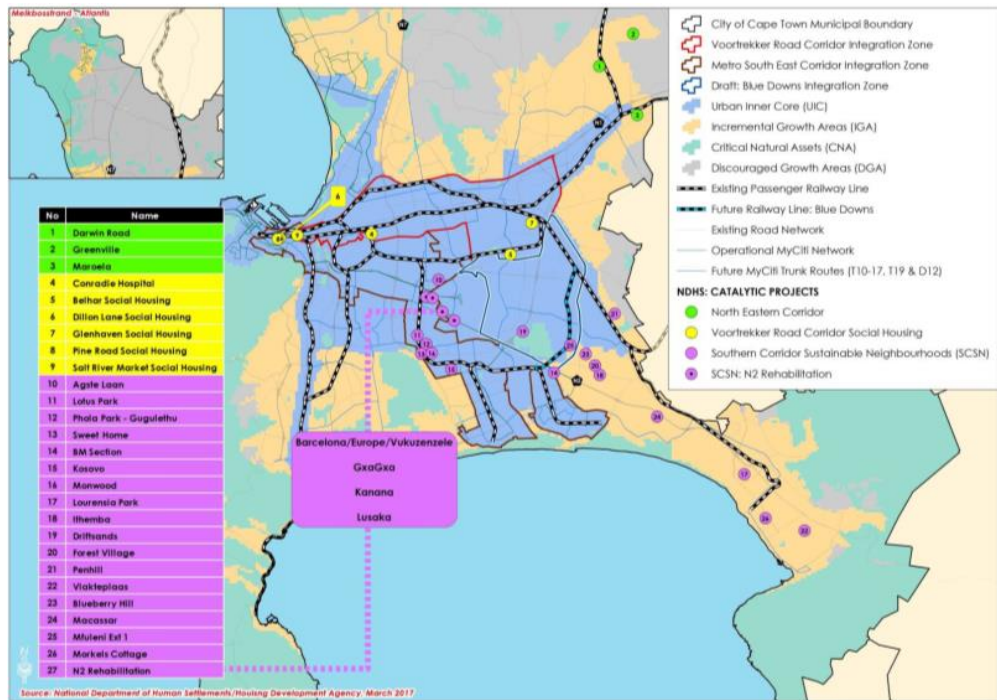 Melkbosstrand, Atlantis
N7
N7
N1
N2
City of Cape Town Municipal Boundary
Voortrekker Road Corridor Integration Zone
Metro South East Corridor Integration Zone
Draft: Blue Downs Integration Zone
Urban Inner Core (UIC)
Incremental Growth Areas (IGA)
Critical Natural Assets (CNA)
Discouraged Growth Areas (DGA)
Existing Passenger Railway Line
Future Railway Line: Blue Downs
Existing Road Network
Operational MyCiti Network
Future MyCiti Trunk Routes (T10-17, T19 & D12)
NDHS: CATALYTIC PROJECTS
North Eastern Corridor
Voortrekker Road Corridor Social Housing
Southern Corridor Sustainable Neighbourhoods (SCSN)
SCSN: N2 Rehabilitation
No Name
1 Darwin Road
2 Greenville
3 Maroela
4 Conradie Hospital
5 Belhar Social Housing
6 Dillon Lane Social Housing
7 Glenhaven Social Housing
8 Pine Road Social Housing
9 Salt River Market Social Housing
10 Agste Laan
11 Lotus Park
12 Phola Park - Gugulethu
13 Sweet Home
14 BM Section
15 Kosovo
16 Monwood
17 Lourensia Park
18 Ithemba
19 Driftsands
20 Forest Village
21 Penhill
22 Vlakteplaas
23 Blueberry Hill
24 Macassar
25 Mfuleni Ext 1
26 Morkels Cottage
27 N2 Rehabilitation
Barcelona/Europe/Vukuzenzele
GxaGxa
Kanana
Lusaka
Source: National Department of Human Settlements/Housing Development Agency, March 2017